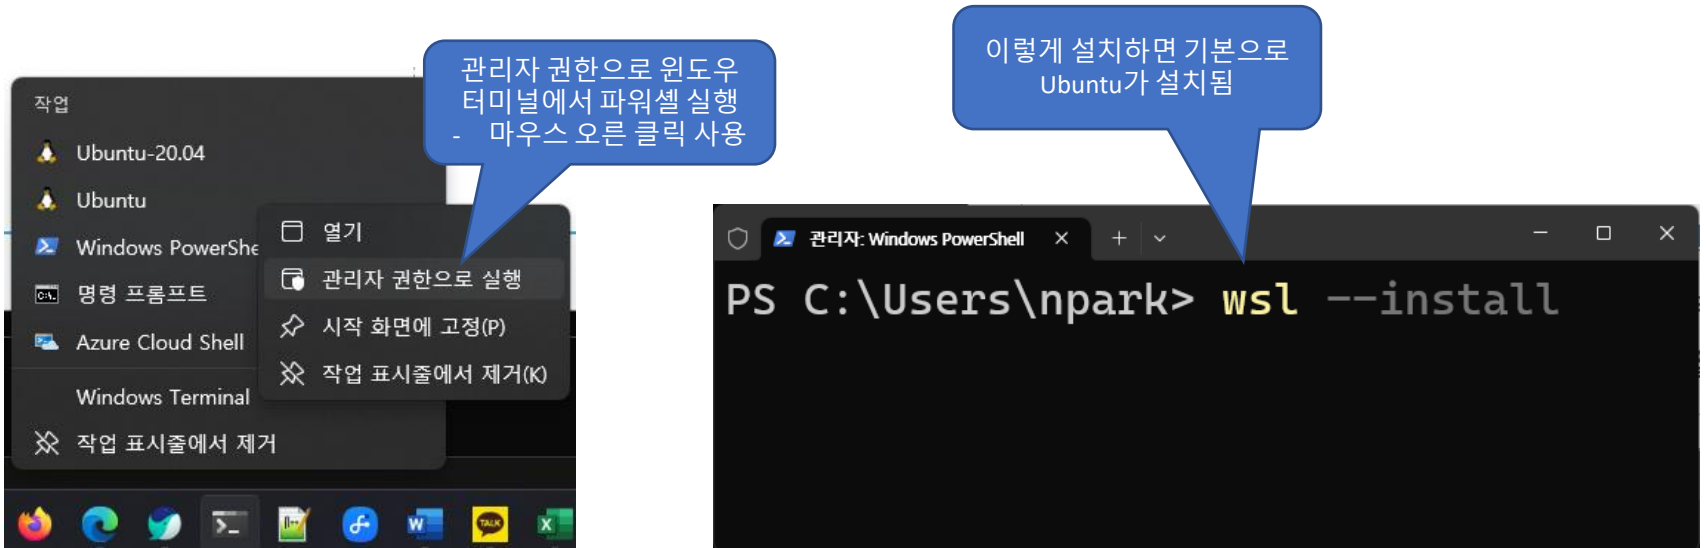 관리자 권한으로 윈도우
터미널에서 파워셸 실행
- 마우스 오른 클릭 사용
작업
Ubuntu-20.04
Ubuntu
Windows PowerShe
명령 프롬프트
Azure Cloud Shell
Windows Terminal
작업 표시줄에서 제거
열기
관리자 권한으로 실행
시작 화면에 고정(P)
작업 표시줄에서 제거(K)
W
TALK
X
이렇게 설치하면 기본으로
Ubuntu가 설치됨
관리자: Windows PowerShell
PS C:\Users\npark> wsl --install